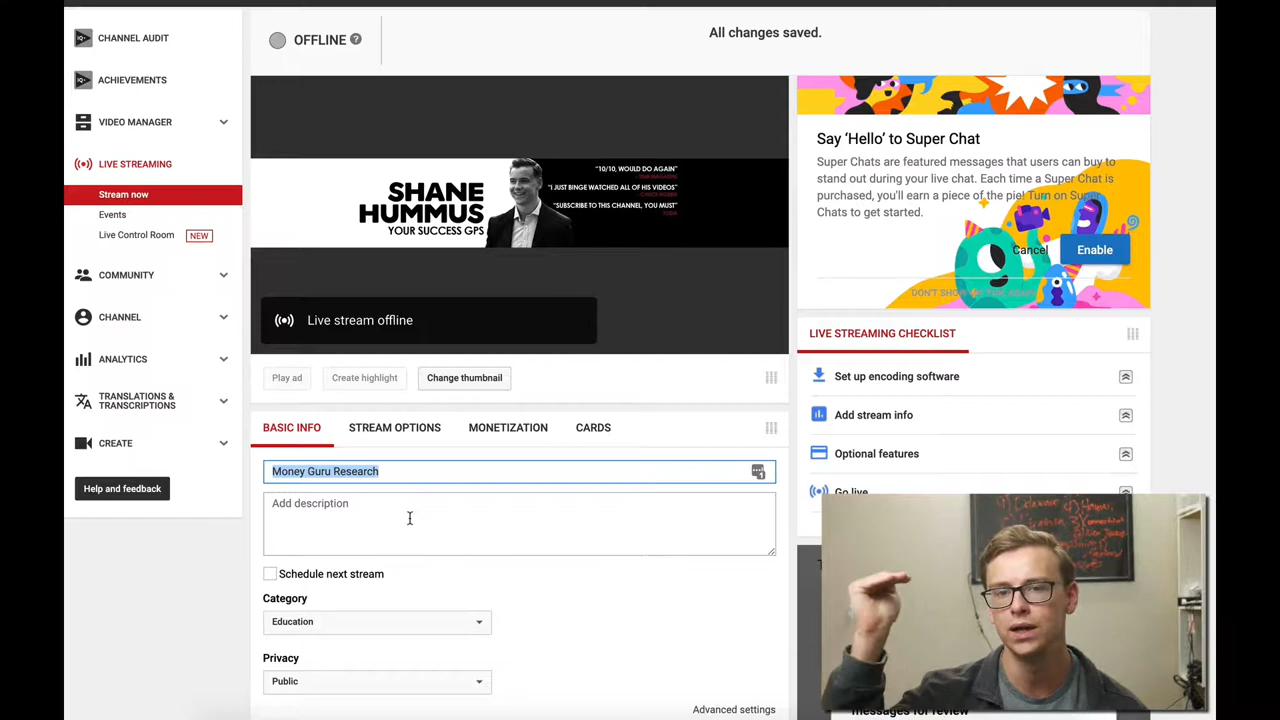 CHANNEL AUDIT
ACHIEVEMENTS
VIDEO MANAGER
LIVE STREAMING
Stream now
Events
Live Control Room NEW
COMMUNITY
CHANNEL
ANALYTICS
TRANSLATIONS &
TRANSCRIPTIONS
CREATE
Help and feedback
OFFLINE
All changes saved.
SHANE
HUMMUS
YOUR SUCCESS GPS
"10/10, WOULD DO AGAIN"
"I JUST BINGE WATCHED ALL OF HIS VIDEOS"
"SUBSCRIBE TO THIS CHANNEL, YOU MUST"
YODA
Live stream offline
Play ad
Create highlight
Change thumbnail
BASIC INFO
STREAM OPTIONS
MONETIZATION
CARDS
Money Guru Research
Add description
Schedule next stream
Category
Education
Privacy
Public
Advanced settings
Say ‘Hello’ to Super Chat
Super Chats are featured messages that users can buy to
stand out during your live chat. Each time a Super Chat is
purchased, you'll earn a piece of the pie! Turn on Super
Chats to get started.
Cancel
Enable
LIVE STREAMING CHECKLIST
Set up encoding software
Add stream info
Optional features
Go live
messages for review